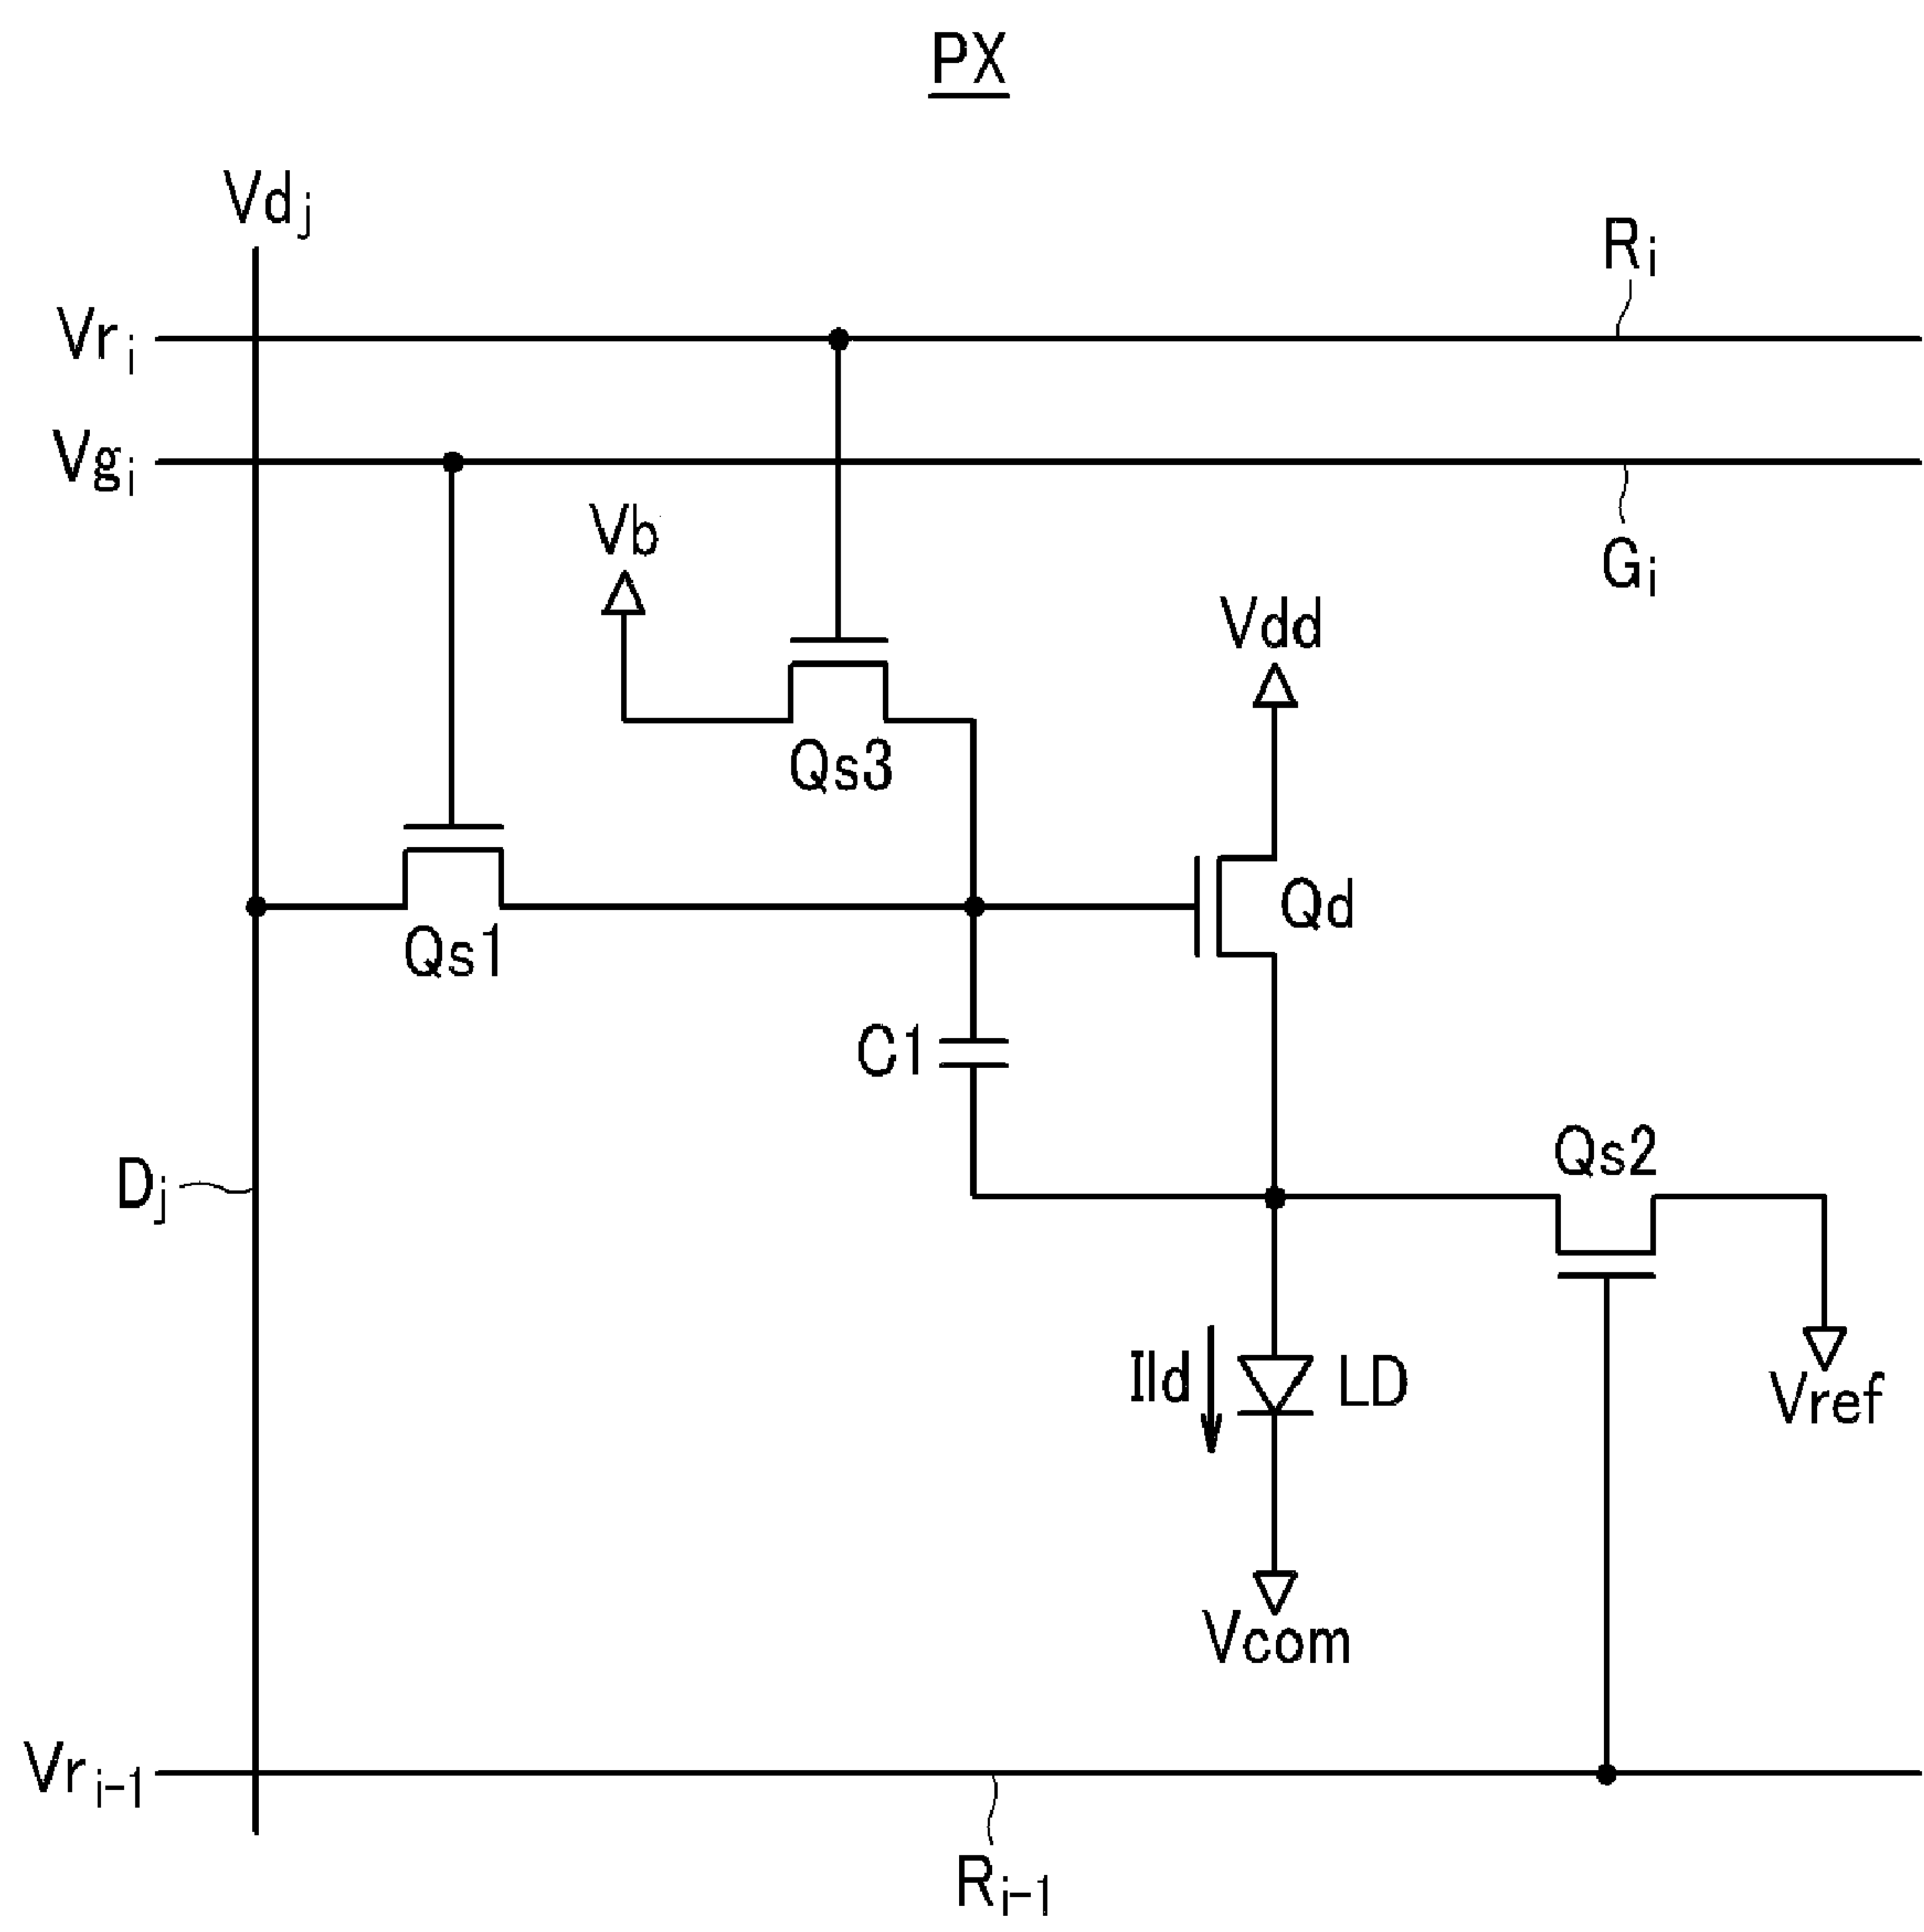 PX
Vdj
Ri
Vri
Vgi
Vb
Gi
Vdd
Qs3
Qd
Qs1
C1
Qs2
Dj
Ild
LD
Vref
Vcom
Vri-1
Ri-1